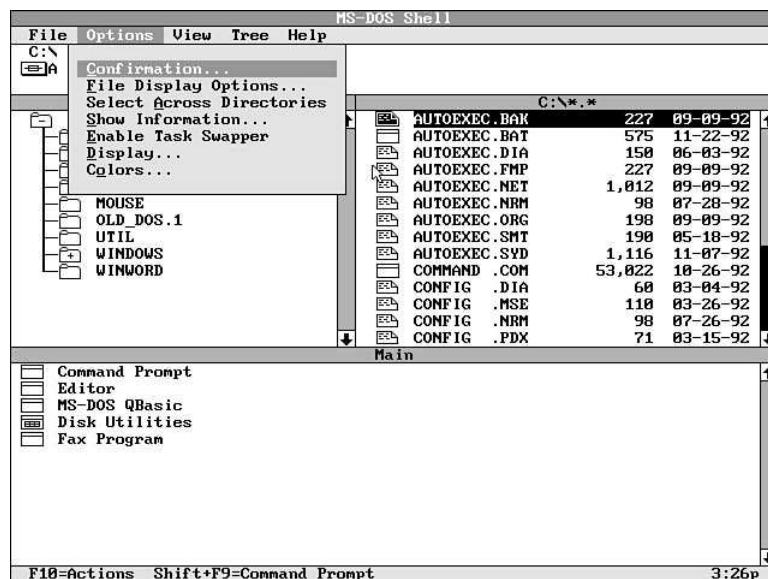 MS-DOS Shell
File Options View Tree Help
C:\
A
Confirmation...
File Display Options...
Select Across Directories
Show Information...
Enable Task Swapper
Display...
Colors...
MOUSE
OLD_DOS.1
UTIL
WINDOWS
WINWORD
C:\*.*
AUTOEXEC.BAK 227 09-09-92
AUTOEXEC.BAT 575 11-22-92
AUTOEXEC.DIA 150 06-03-92
AUTOEXEC.FMP 227 09-09-92
AUTOEXEC.NET 1,012 09-09-92
AUTOEXEC.NRM 98 07-28-92
AUTOEXEC.ORG 198 09-09-92
AUTOEXEC.SMT 190 05-18-92
AUTOEXEC.SYD 1,116 11-07-92
COMMAND .COM 53,022 10-26-92
CONFIG .DIA 60 03-04-92
CONFIG .MSE 110 03-26-92
CONFIG .NRM 98 07-26-92
CONFIG .PDX 71 03-15-92
Main
Command Prompt
Editor
MS-DOS QBasic
Disk Utilities
Fax Program
F10=Actions Shift+F9=Command Prompt 3:26p